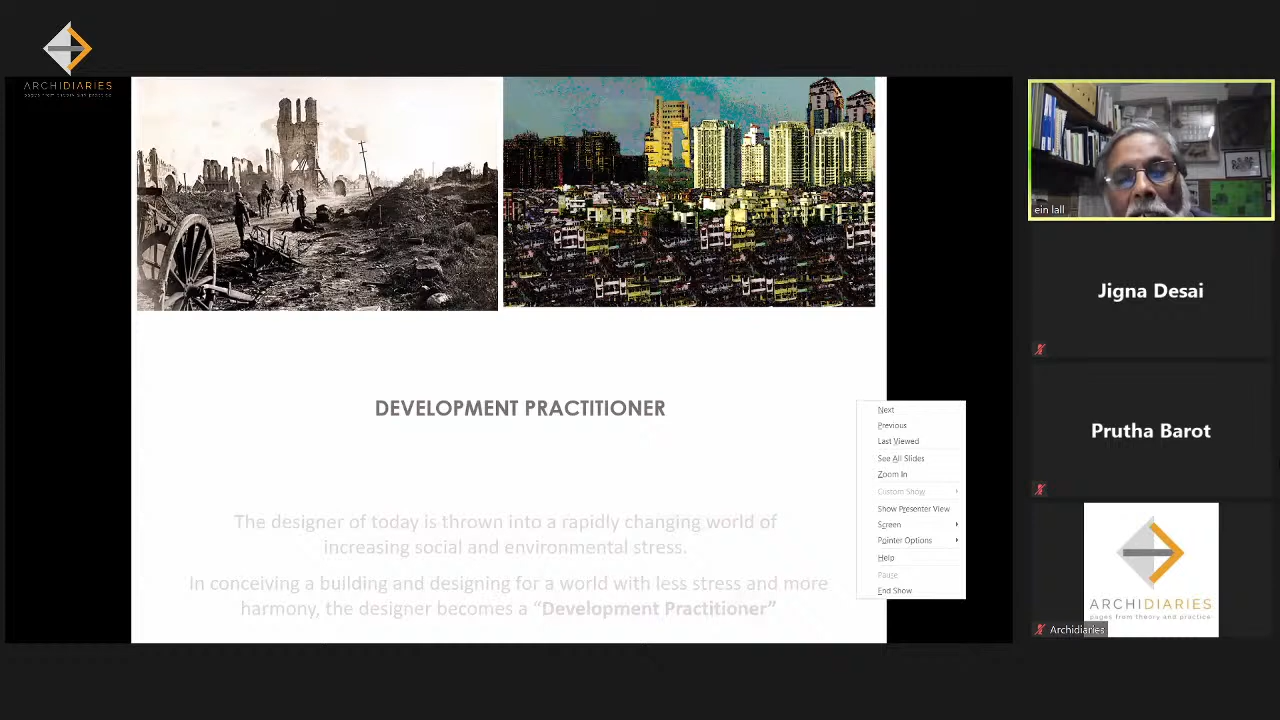 ARCHIDIARIES
DEVELOPMENT PRACTITIONER
The designer of today is thrown into a rapidly changing world of
increasing social and environmental stress.
In conceiving a building and designing for a world with less stress and more
harmony, the designer becomes a “Development Practitioner”
Next
Previous
Last Viewed
See All Slides
Zoom In
Custom Show
Show Presenter View
Screen
Pointer Options
Help
Pause
End Show
ein lall
Jigna Desai
Prutha Barot
ARCHIDIARIES
pages from theory and practice
Archidiaries